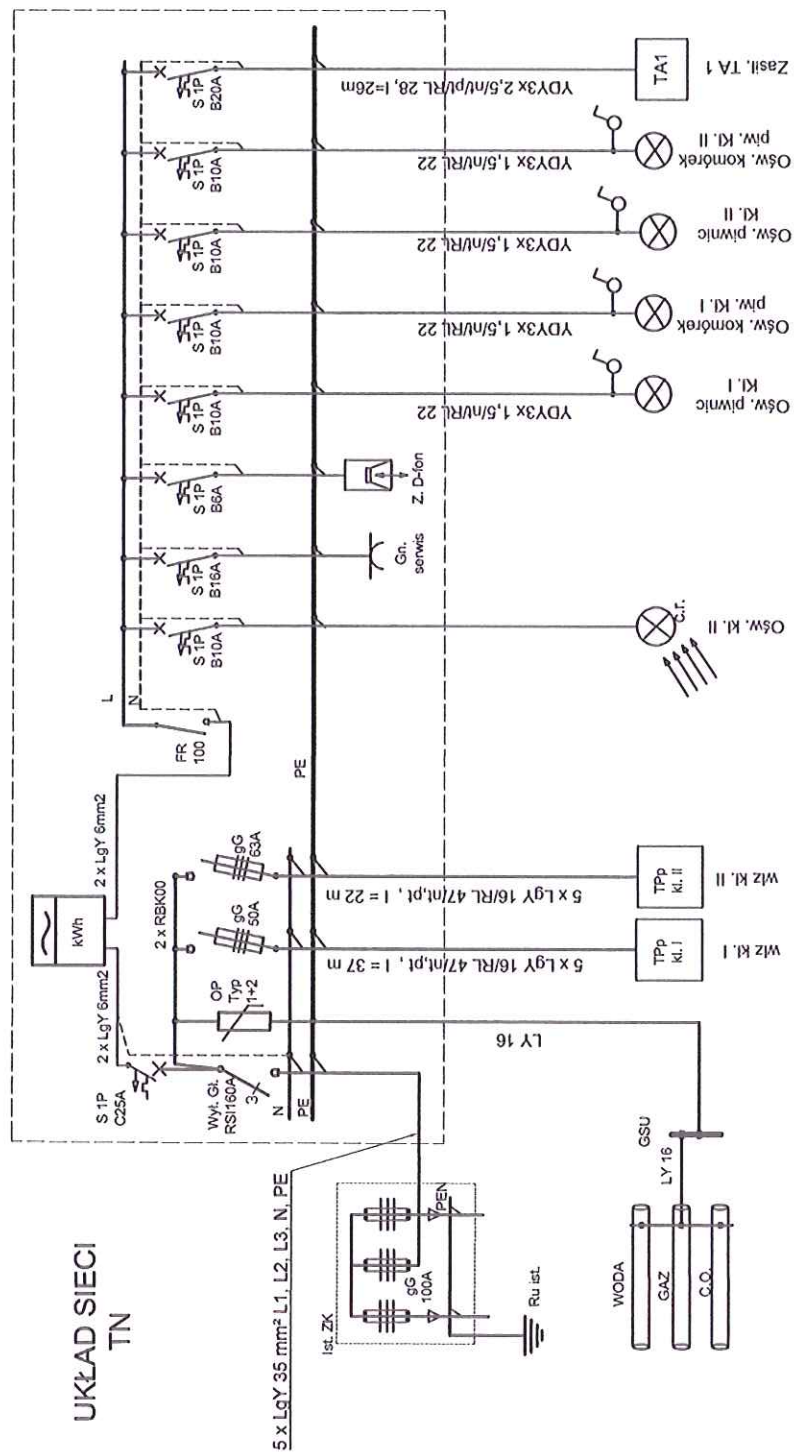 UKŁAD SIECI
TN
5 x LgY 35 mm² L1, L2, L3, N, PE
Ist. ZK
gG
100A
PEN
Ru ist.
WODA
GAZ
C.O.
LY 16
GSU
LY 16
S 1P
C25A
2 x LgY 6mm2
kWh
2 x LgY 6mm2
Wył. Gł.
RSI160A
3
N
PE
OP
Typ
1+2
2 x RBK00
gG
50A
gG
63A
5 x LgY 16/RL 47/nt,pt , l = 37 m
5 x LgY 16/RL 47/nt,pt , l = 22 m
TPp
kl. I
TPp
kl. II
wlz kl. I
wlz kl. II
FR
100
L
N
PE
S 1P
B10A
S 1P
B16A
S 1P
B6A
S 1P
B10A
S 1P
B10A
S 1P
B10A
S 1P
B10A
S 1P
B20A
Gn.
serwis
Z. D-fon
YDY3x 1,5/nt/RL 22
YDY3x 1,5/nt/RL 22
YDY3x 1,5/nt/RL 22
YDY3x 1,5/nt/RL 22
YDY3x 2,5/nt/pt/RL 28, l=26m
c.r.
TA1
Ośw. kl. II
Ośw. piwnic
Kl. I
Ośw. komórek
piw. Kl. I
Ośw. piwnic
Kl. II
Ośw. komórek
piw. Kl. II
Zasil. TA 1